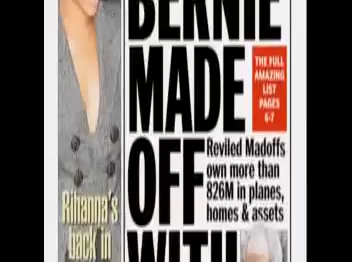 BERNIE
MADE
OFF
WITH
THE FULL
AMAZING
LIST
PAGES
6-7
Reviled Madoffs
own more than
826M in planes,
homes & assets
Rihanna's
back in